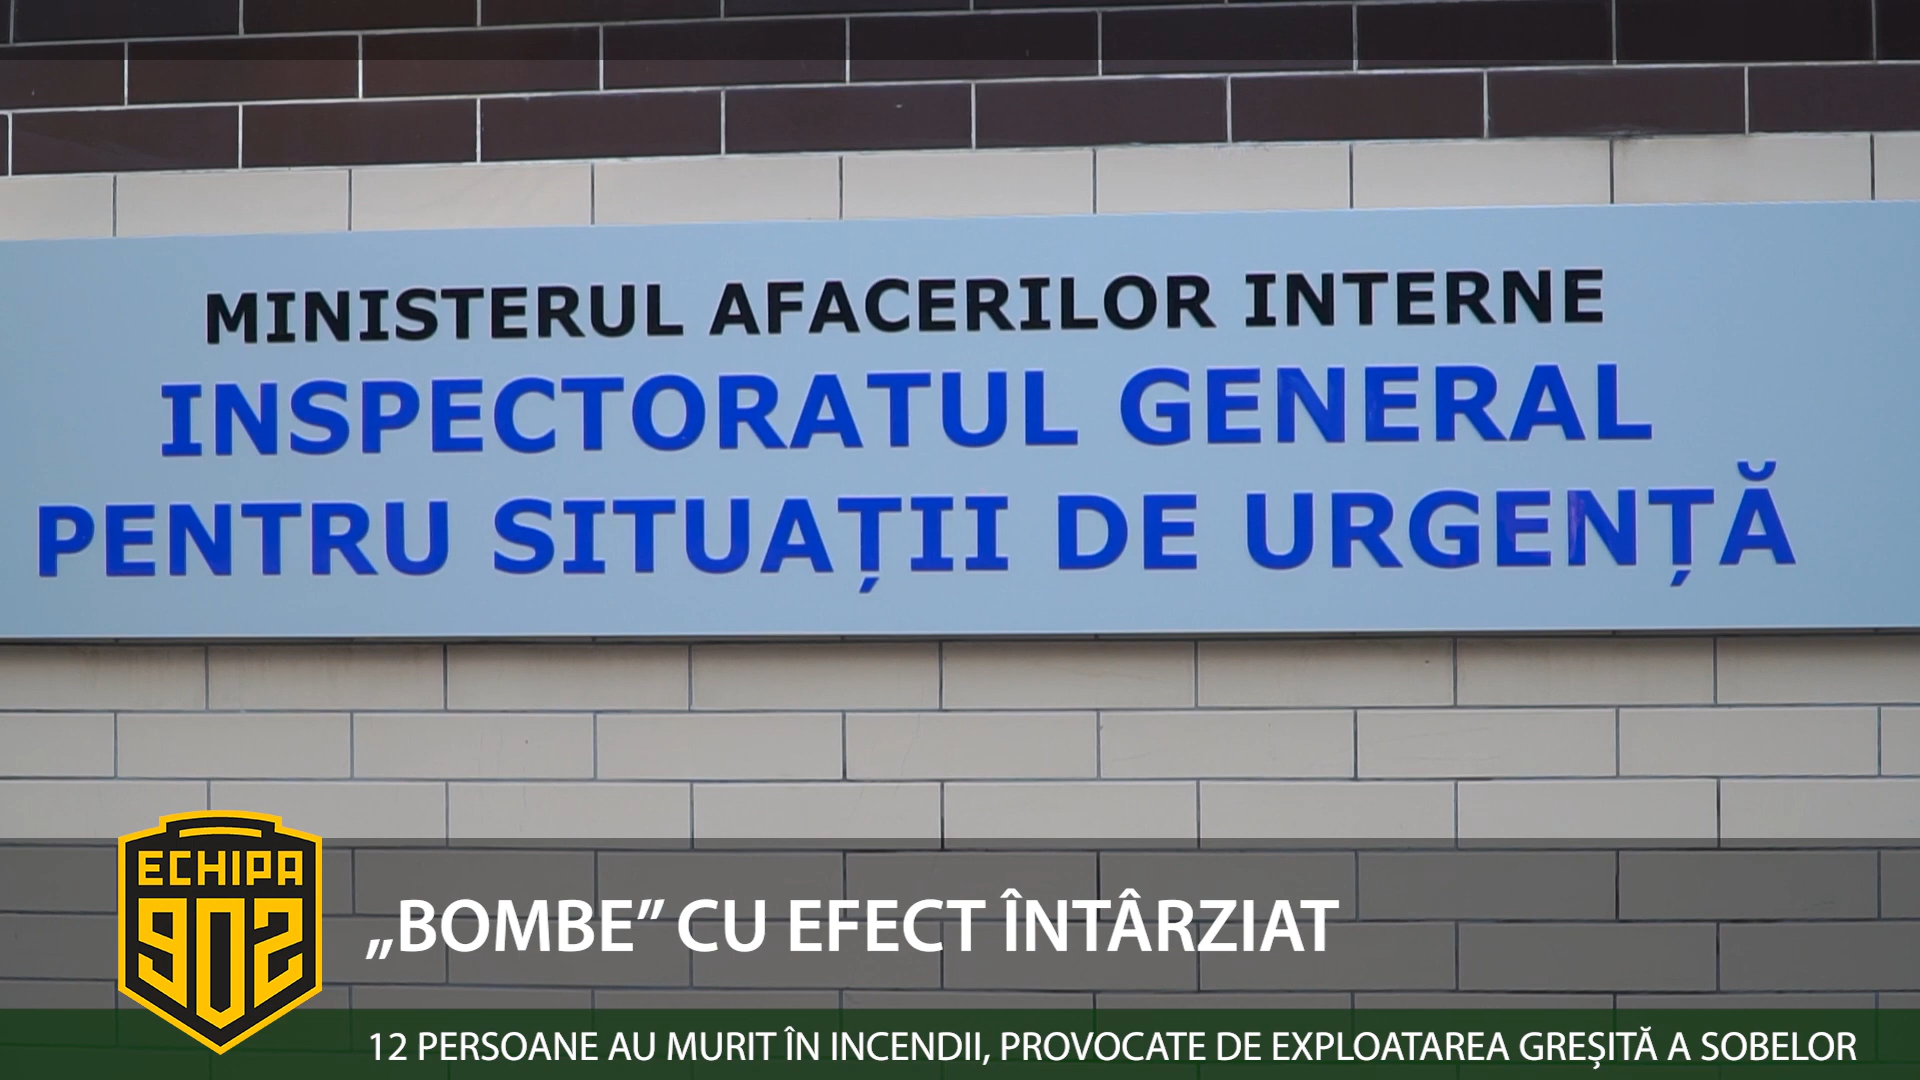 MINISTERUL AFACERILOR INTERNE
INSPECTORATUL GENERAL
PENTRU SITUAȚII DE URGENȚĂ
ECHIPA
902
„BOMBE” CU EFECT ÎNTÂRZIAT
12 PERSOANE AU MURIT ÎN INCENDII, PROVOCATE DE EXPLOATAREA GREȘITĂ A SOBELOR